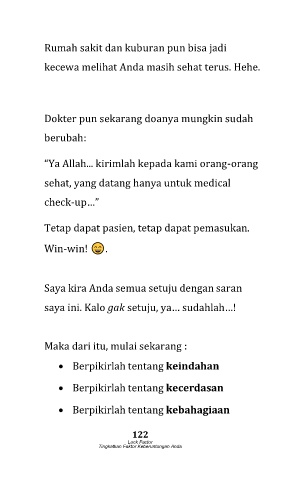 Rumah sakit dan kuburan pun bisa jadi
kecewa melihat Anda masih sehat terus. Hehe.
Dokter pun sekarang doanya mungkin sudah
berubah:
“Ya Allah... kirimlah kepada kami orang-orang
sehat, yang datang hanya untuk medical
check-up…”
Tetap dapat pasien, tetap dapat pemasukan.
Win-win! 😄.
Saya kira Anda semua setuju dengan saran
saya ini. Kalo gak setuju, ya… sudahlah…!
Maka dari itu, mulai sekarang :
• Berpikirlah tentang keindahan
• Berpikirlah tentang kecerdasan
• Berpikirlah tentang kebahagiaan
122
Luck Factor
Tingkatkan Faktor Keberuntungan Anda